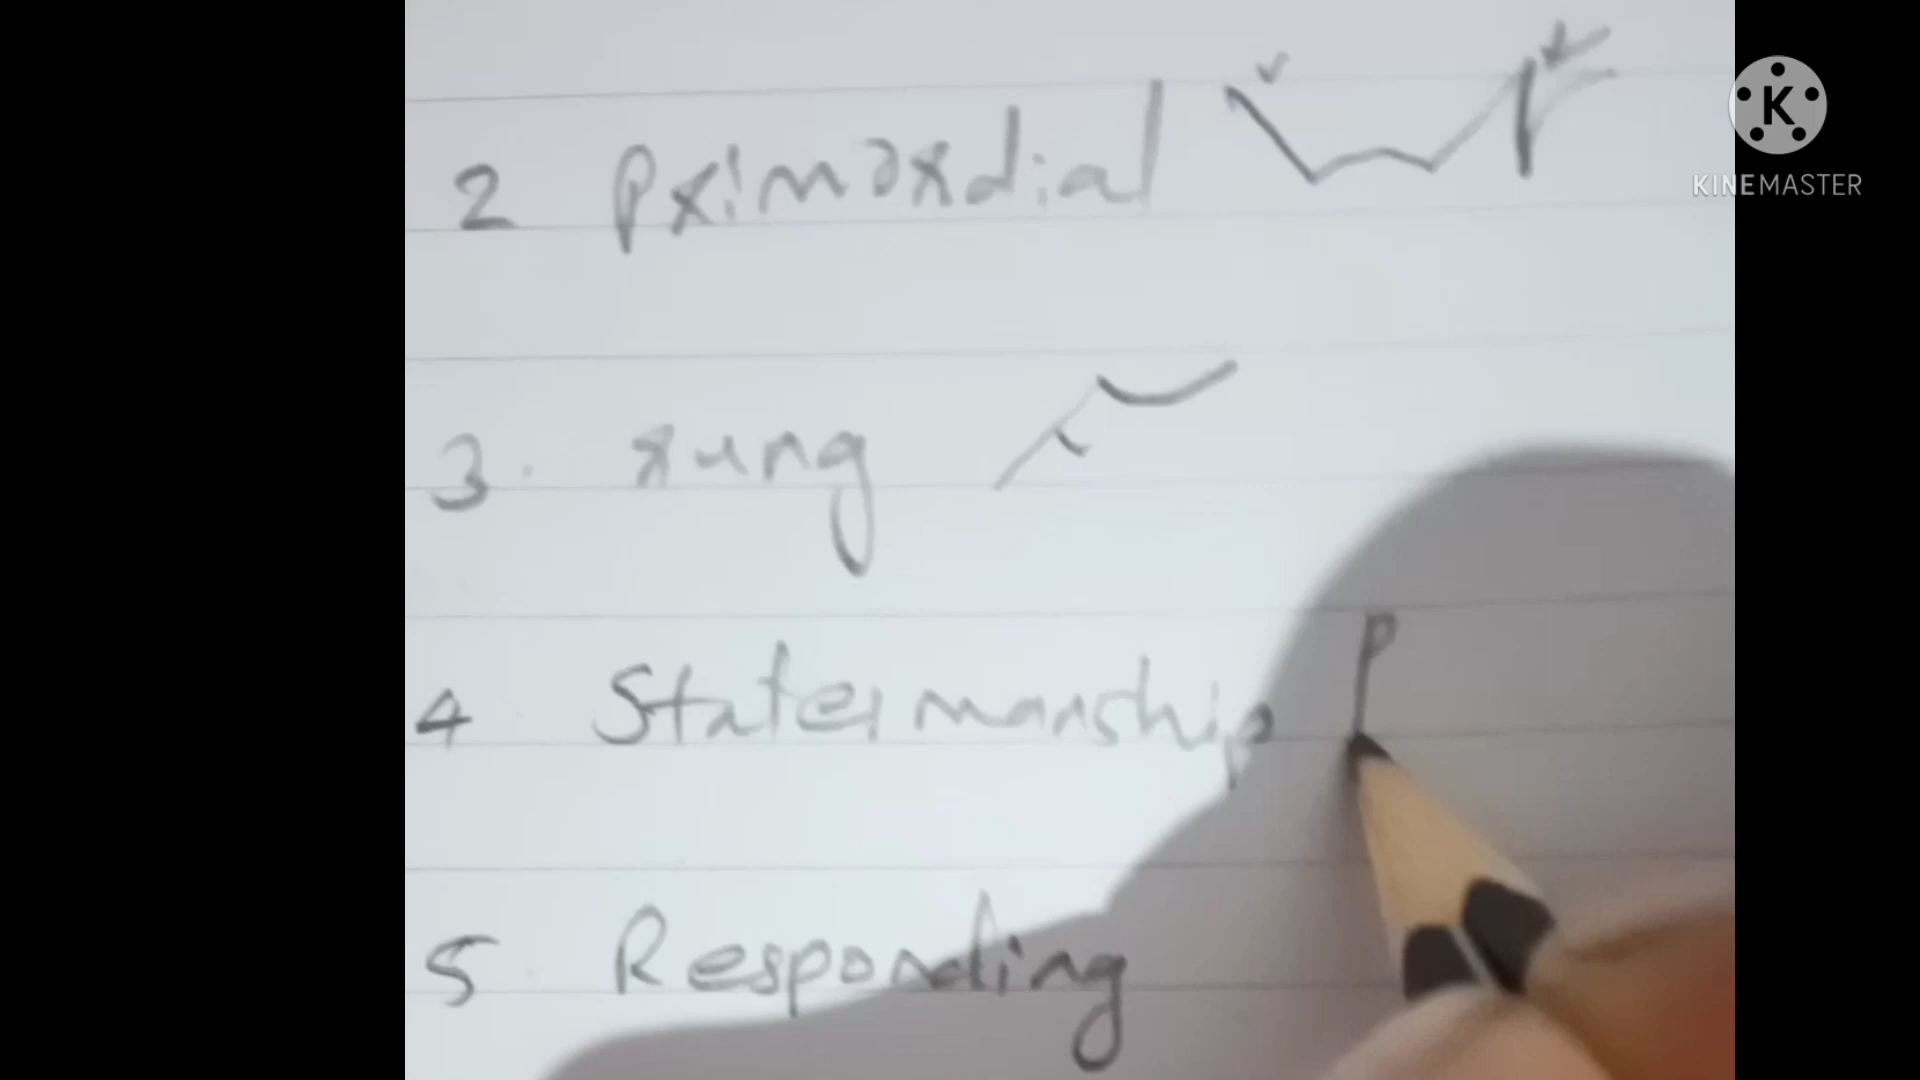 2 Primordial
3. rung
4 Statesmanship
5 Responding
K
KINEMASTER